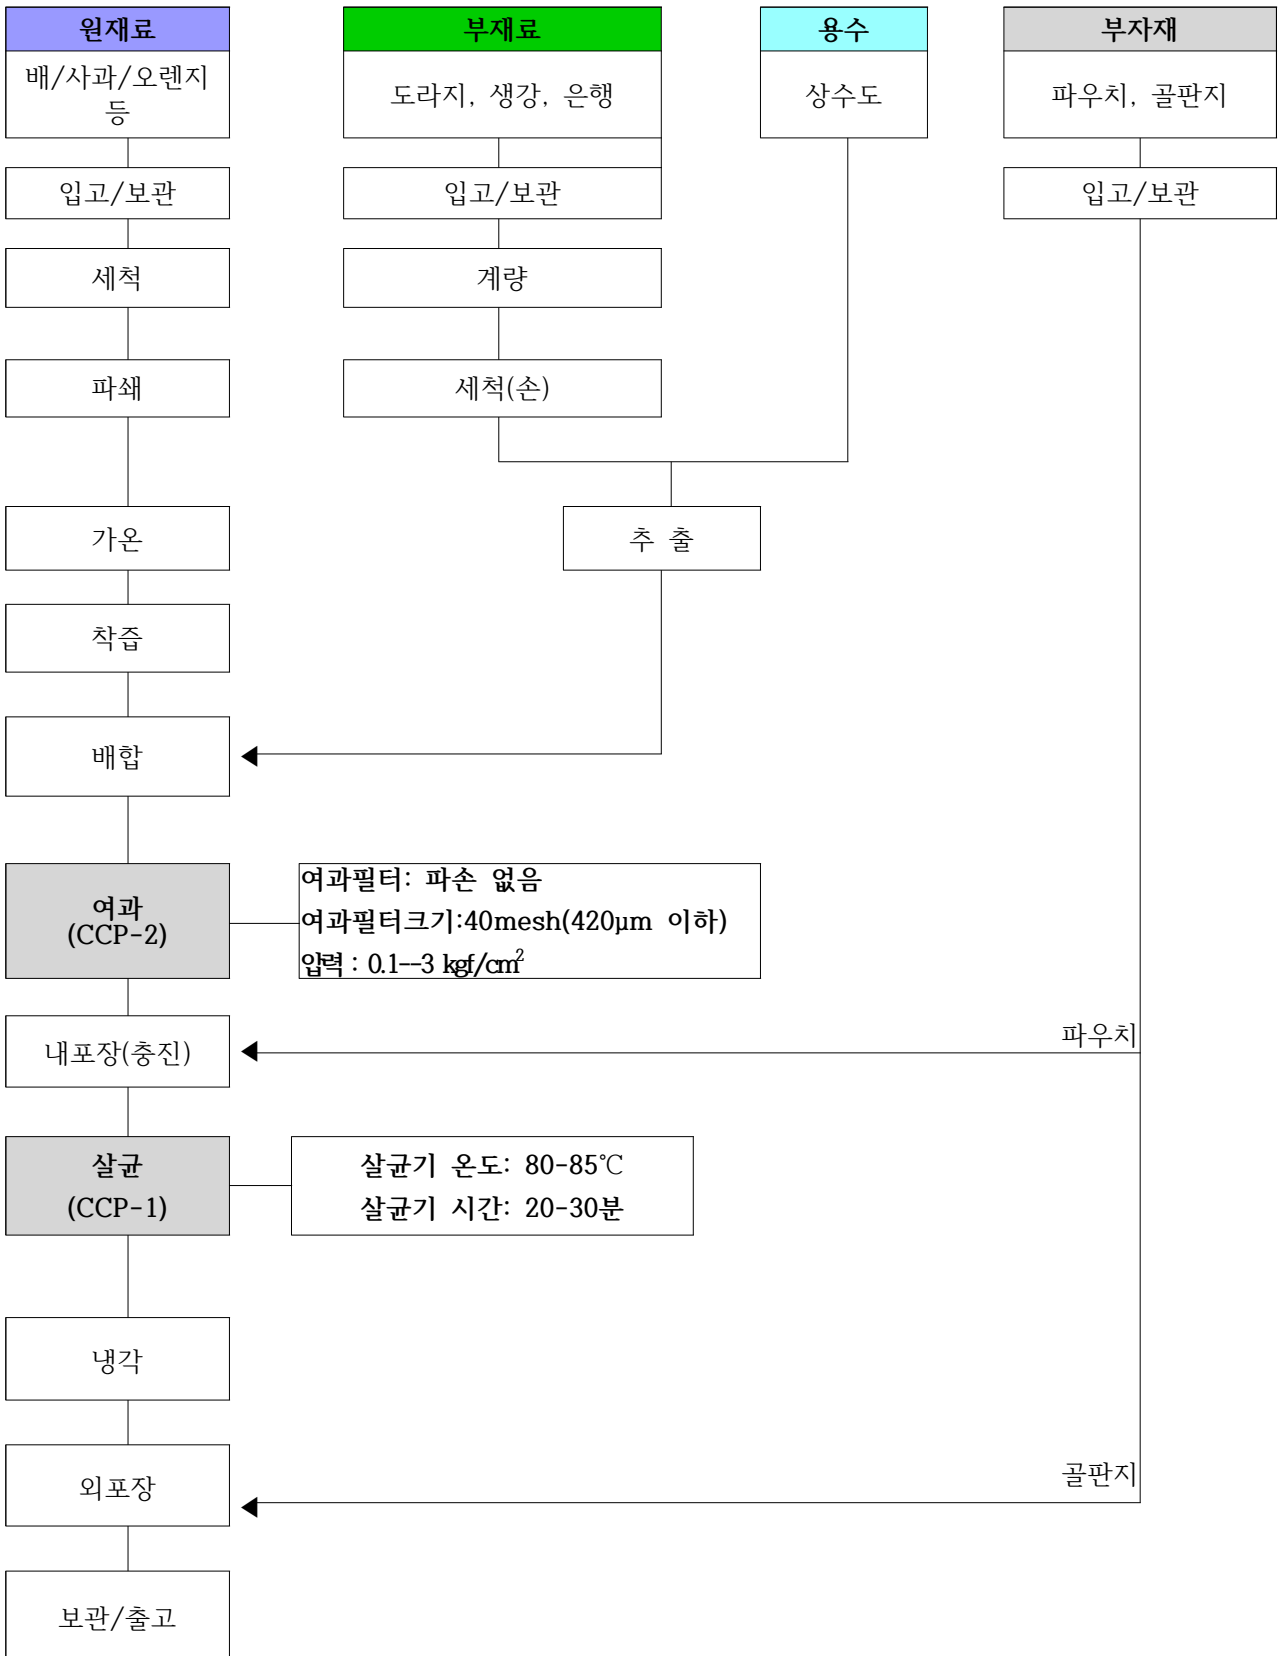 원재료
부재료
용수
부자재
배/사과/오렌지
등
도라지, 생강, 은행
상수도
파우치, 골판지
입고/보관
입고/보관
입고/보관
세척
계량
파쇄
세척(손)
가온
추 출
착즙
배합
여과
(CCP-2)
여과필터: 파손 없음
여과필터크기:40mesh(420μm 이하)
압력 : 0.1--3 kgf/cm²
내포장(충진)
파우치
살균
(CCP-1)
살균기 온도: 80-85℃
살균기 시간: 20-30분
냉각
외포장
골판지
보관/출고